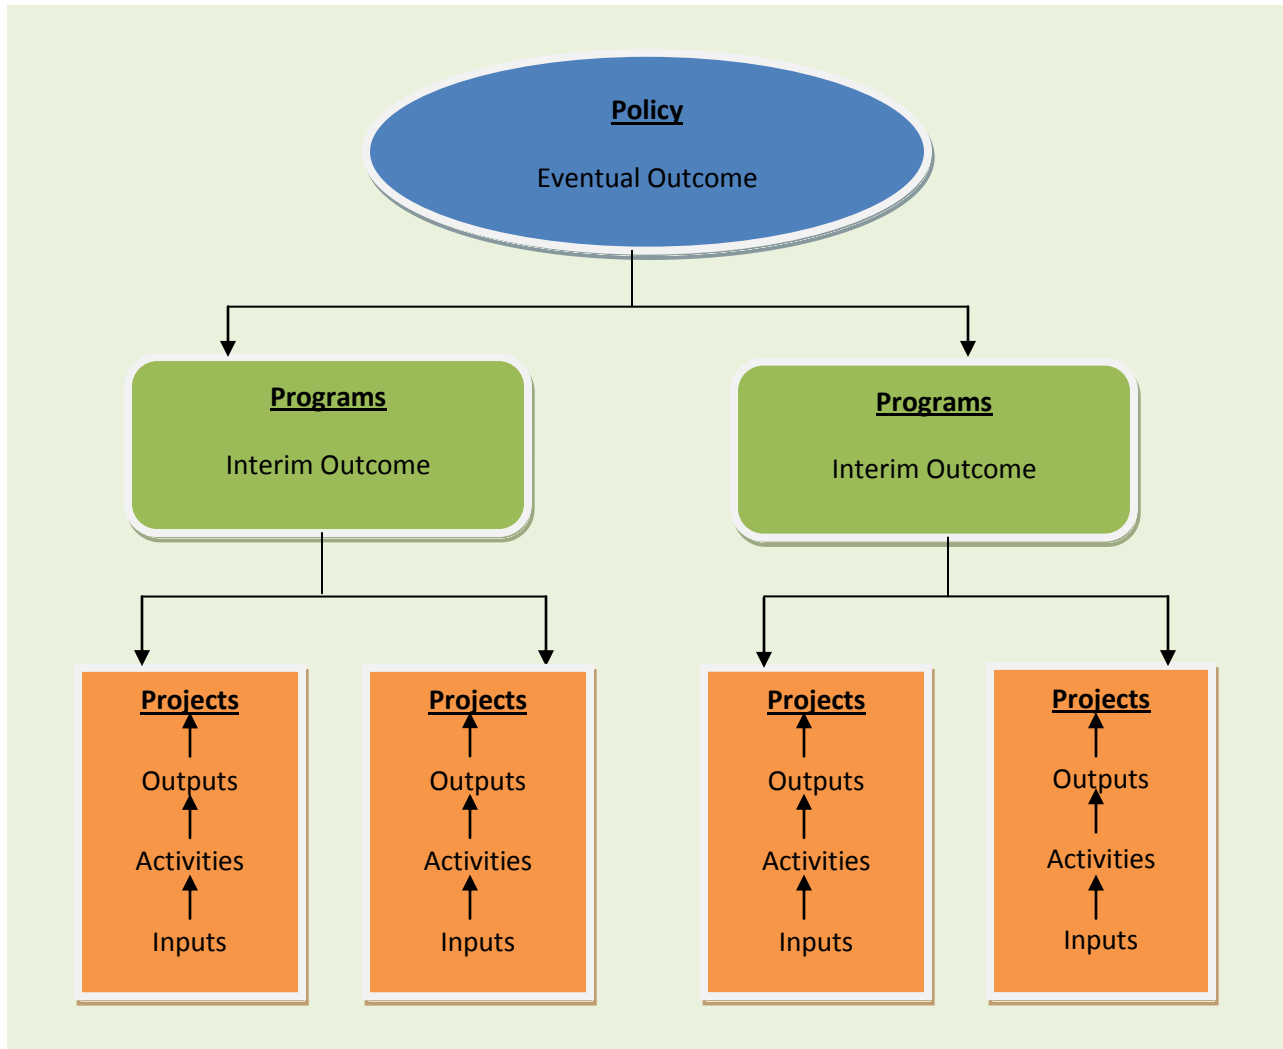 Policy
Eventual Outcome
Programs
Interim Outcome
Programs
Interim Outcome
Projects
Outputs
Activities
Inputs
Projects
Outputs
Activities
Inputs
Projects
Outputs
Activities
Inputs
Projects
Outputs
Activities
Inputs